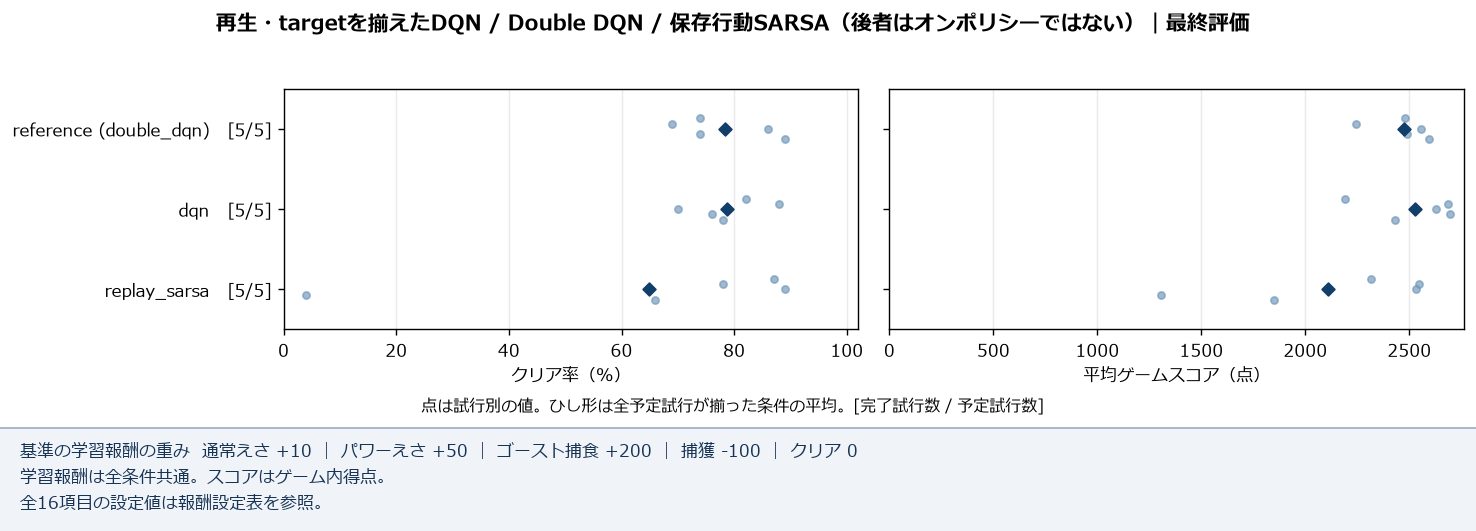 再生・targetを揃えたDQN / Double DQN / 保存行動SARSA（後者はオンポリシーではない）｜最終評価
reference (double_dqn) [5/5]
dqn [5/5]
replay_sarsa [5/5]
0 20 40 60 80 100
クリア率（%）
0 500 1000 1500 2000 2500
平均ゲームスコア（点）
点は試行別の値。ひし形は全予定試行が揃った条件の平均。[完了試行数 / 予定試行数]
基準の学習報酬の重み 通常えさ +10 ｜ パワーえさ +50 ｜ ゴースト捕食 +200 ｜ 捕獲 -100 ｜ クリア 0
学習報酬は全条件共通。スコアはゲーム内得点。
全16項目の設定値は報酬設定表を参照。